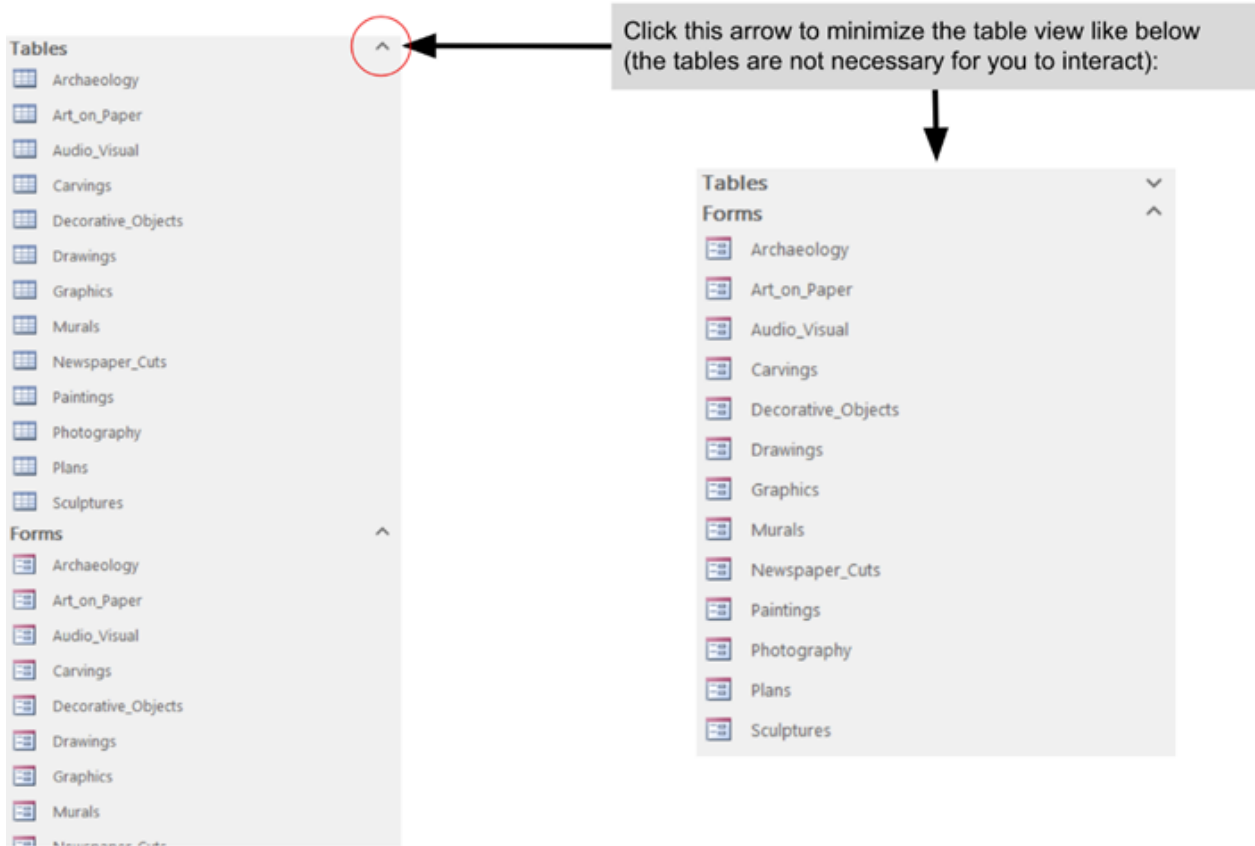 Tables
Archaeology
Art_on_Paper
Audio_Visual
Carvings
Decorative_Objects
Drawings
Graphics
Murals
Newspaper_Cuts
Paintings
Photography
Plans
Sculptures
Forms
Archaeology
Art_on_Paper
Audio_Visual
Carvings
Decorative_Objects
Drawings
Graphics
Murals
Newspaper_Cuts
Click this arrow to minimize the table view like below
(the tables are not necessary for you to interact):
Tables
Forms
Archaeology
Art_on_Paper
Audio_Visual
Carvings
Decorative_Objects
Drawings
Graphics
Murals
Newspaper_Cuts
Paintings
Photography
Plans
Sculptures